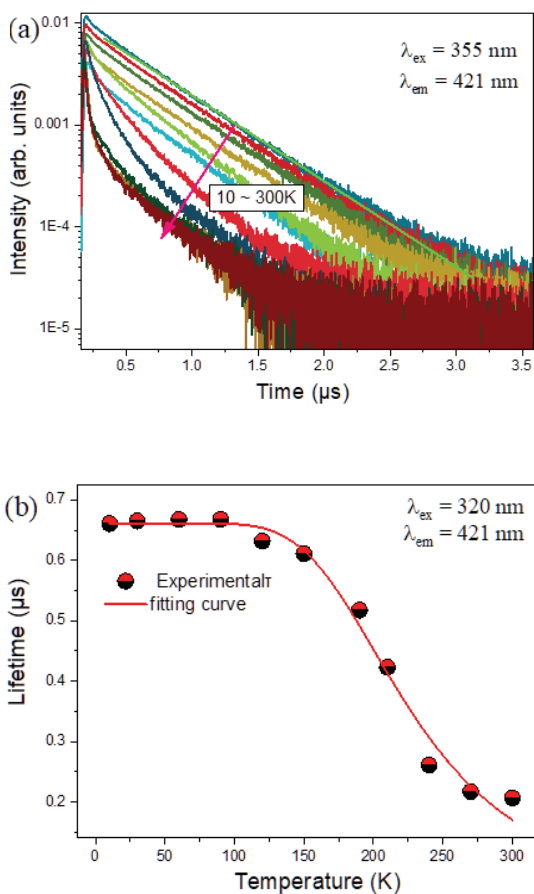 (a)
λex = 355 nm
λem = 421 nm
0.01
0.001
1E-4
1E-5
Intensity (arb. units)
10 ~ 300K
0.5 1.0 1.5 2.0 2.5 3.0 3.5
Time (μs)
(b)
λex = 320 nm
λem = 421 nm
0.7
0.6
0.5
0.4
0.3
0.2
Lifetime (μs)
Experimentalτ
fitting curve
0 50 100 150 200 250 300
Temperature (K)